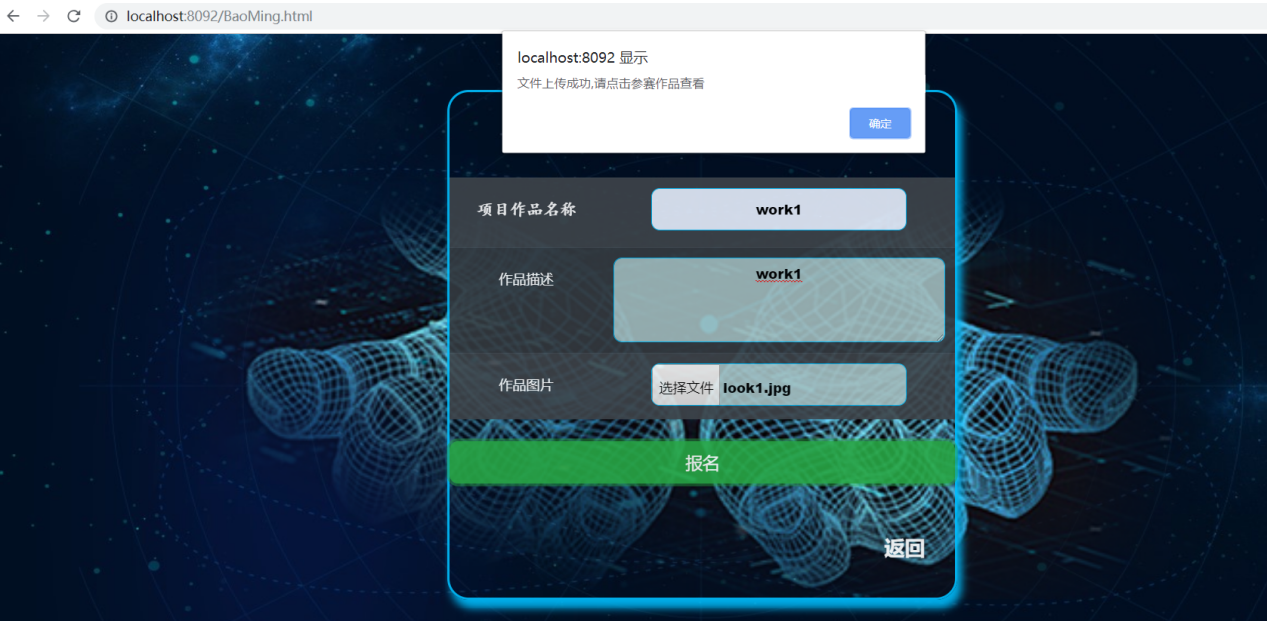 localhost:8092/BaoMing.html
localhost:8092 显示
文件上传成功,请点击参赛作品查看
确定
项目作品名称 work1
作品描述 work1
作品图片 选择文件 look1.jpg
报名
返回